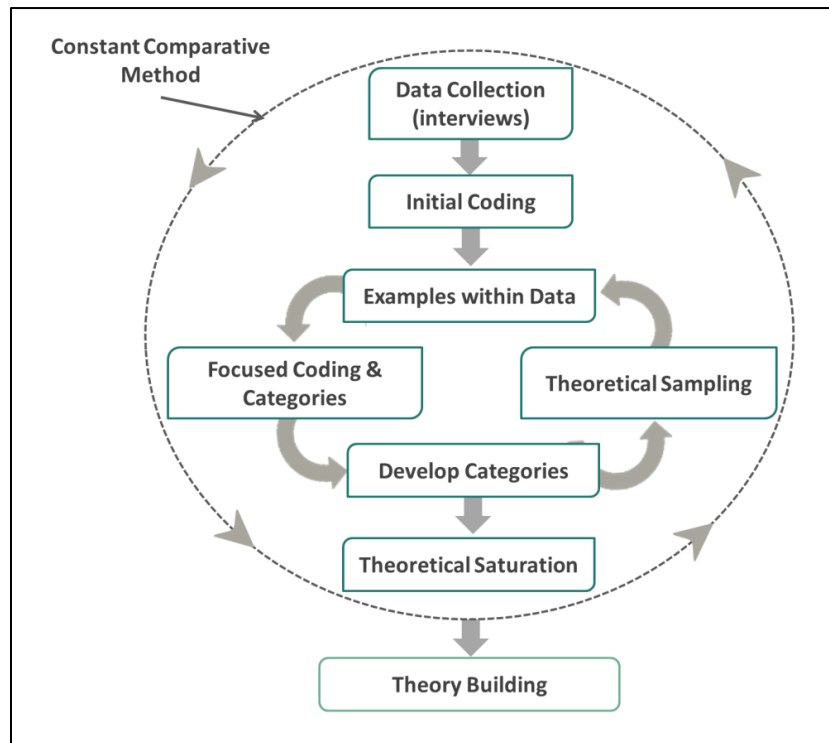 Constant Comparative
Method
Data Collection
(interviews)
Initial Coding
Examples within Data
Focused Coding &
Categories
Theoretical Sampling
Develop Categories
Theoretical Saturation
Theory Building